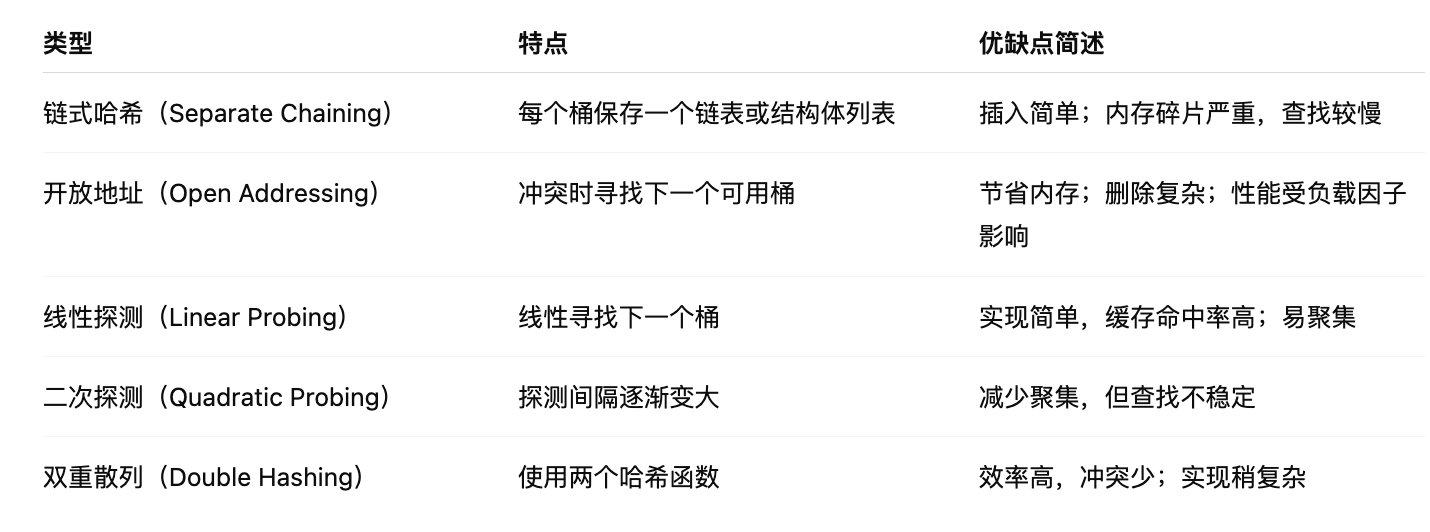 类型 特点 优缺点简述
链式哈希（Separate Chaining） 每个桶保存一个链表或结构体列表 插入简单；内存碎片严重，查找较慢
开放地址（Open Addressing） 冲突时寻找下一个可用桶 节省内存；删除复杂；性能受负载因子
影响
线性探测（Linear Probing） 线性寻找下一个桶 实现简单，缓存命中率高；易聚集
二次探测（Quadratic Probing） 探测间隔逐渐变大 减少聚集，但查找不稳定
双重散列（Double Hashing） 使用两个哈希函数 效率高，冲突少；实现稍复杂